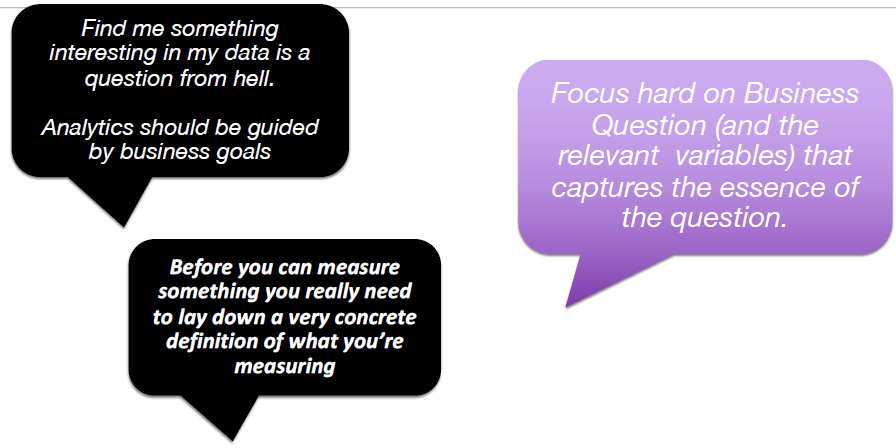 Find me something
interesting in my data is a
question from hell.
Analytics should be guided
by business goals
Focus hard on Business
Question (and the
relevant variables) that
captures the essence of
the question.
Before you can measure
something you really need
to lay down a very concrete
definition of what you're
measuring